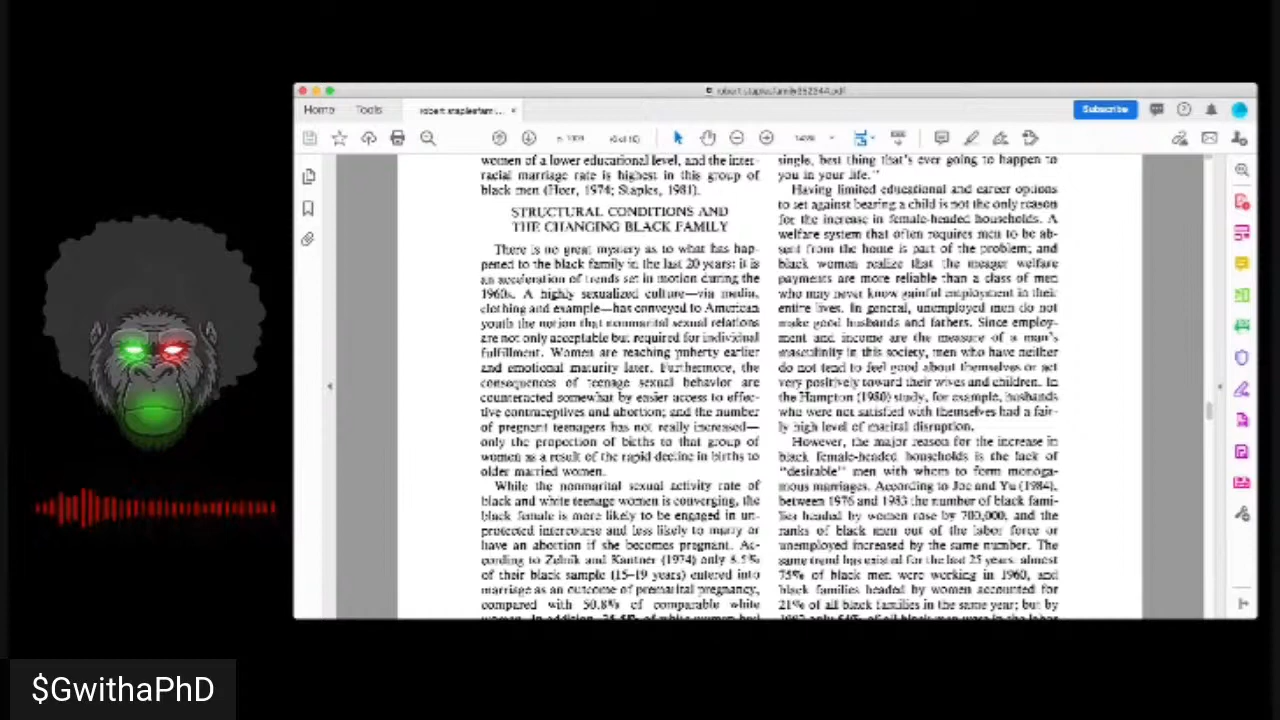 robert staplesfamily352344.pdf
Home
Tools
robert staplesfami...
×
Subscribe
women of a lower educational level, and the inter-
racial marriage rate is highest in this group of
black men (Heer, 1974; Staples, 1981).
STRUCTURAL CONDITIONS AND
THE CHANGING BLACK FAMILY
There is no great mystery as to what has hap-
pened to the black family in the last 20 years: it is
an acceleration of trends set in motion during the
1960s. A highly sexualized culture—via media,
clothing and example—has conveyed to American
youth the notion that nonmarital sexual relations
are not only acceptable but required for individual
fulfillment. Women are reaching puberty earlier
and emotional maturity later. Furthermore, the
consequences of teenage sexual behavior are
counteracted somewhat by easier access to effec-
tive contraceptives and abortion; and the number
of pregnant teenagers has not really increased—
only the proportion of births to that group of
women as a result of the rapid decline in births to
older married women.
While the nonmarital sexual activity rate of
black and white teenage women is converging, the
black female is more likely to be engaged in un-
protected intercourse and less likely to marry or
have an abortion if she becomes pregnant. Ac-
cording to Zelnik and Kantner (1974) only 8.5%
of their black sample (15-19 years) entered into
marriage as an outcome of premarital pregnancy,
compared with 50.8% of comparable white
single, best thing that's ever going to happen to
you in your life."
Having limited educational and career options
to set against bearing a child is not the only reason
for the increase in female-headed households. A
welfare system that often requires men to be ab-
sent from the home is part of the problem; and
black women realize that the meager welfare
payments are more reliable than a class of men
who may never know gainful employment in their
entire lives. In general, unemployed men do not
make good husbands and fathers. Since employ-
ment and income are the measure of a man's
masculinity in this society, men who have neither
do not tend to feel good about themselves or act
very positively toward their wives and children. In
the Hampton (1980) study, for example, husbands
who were not satisfied with themselves had a fair-
ly high level of marital disruption.
However, the major reason for the increase in
black female-headed households is the lack of
"desirable" men with whom to form monoga-
mous marriages. According to Joe and Yu (1984),
between 1976 and 1983 the number of black fami-
lies headed by women rose by 700,000, and the
ranks of black men out of the labor force or
unemployed increased by the same number. The
same trend has existed for the last 25 years: almost
75% of black men were working in 1960, and
black families headed by women accounted for
21% of all black families in the same year; but by
$GwithaPhD